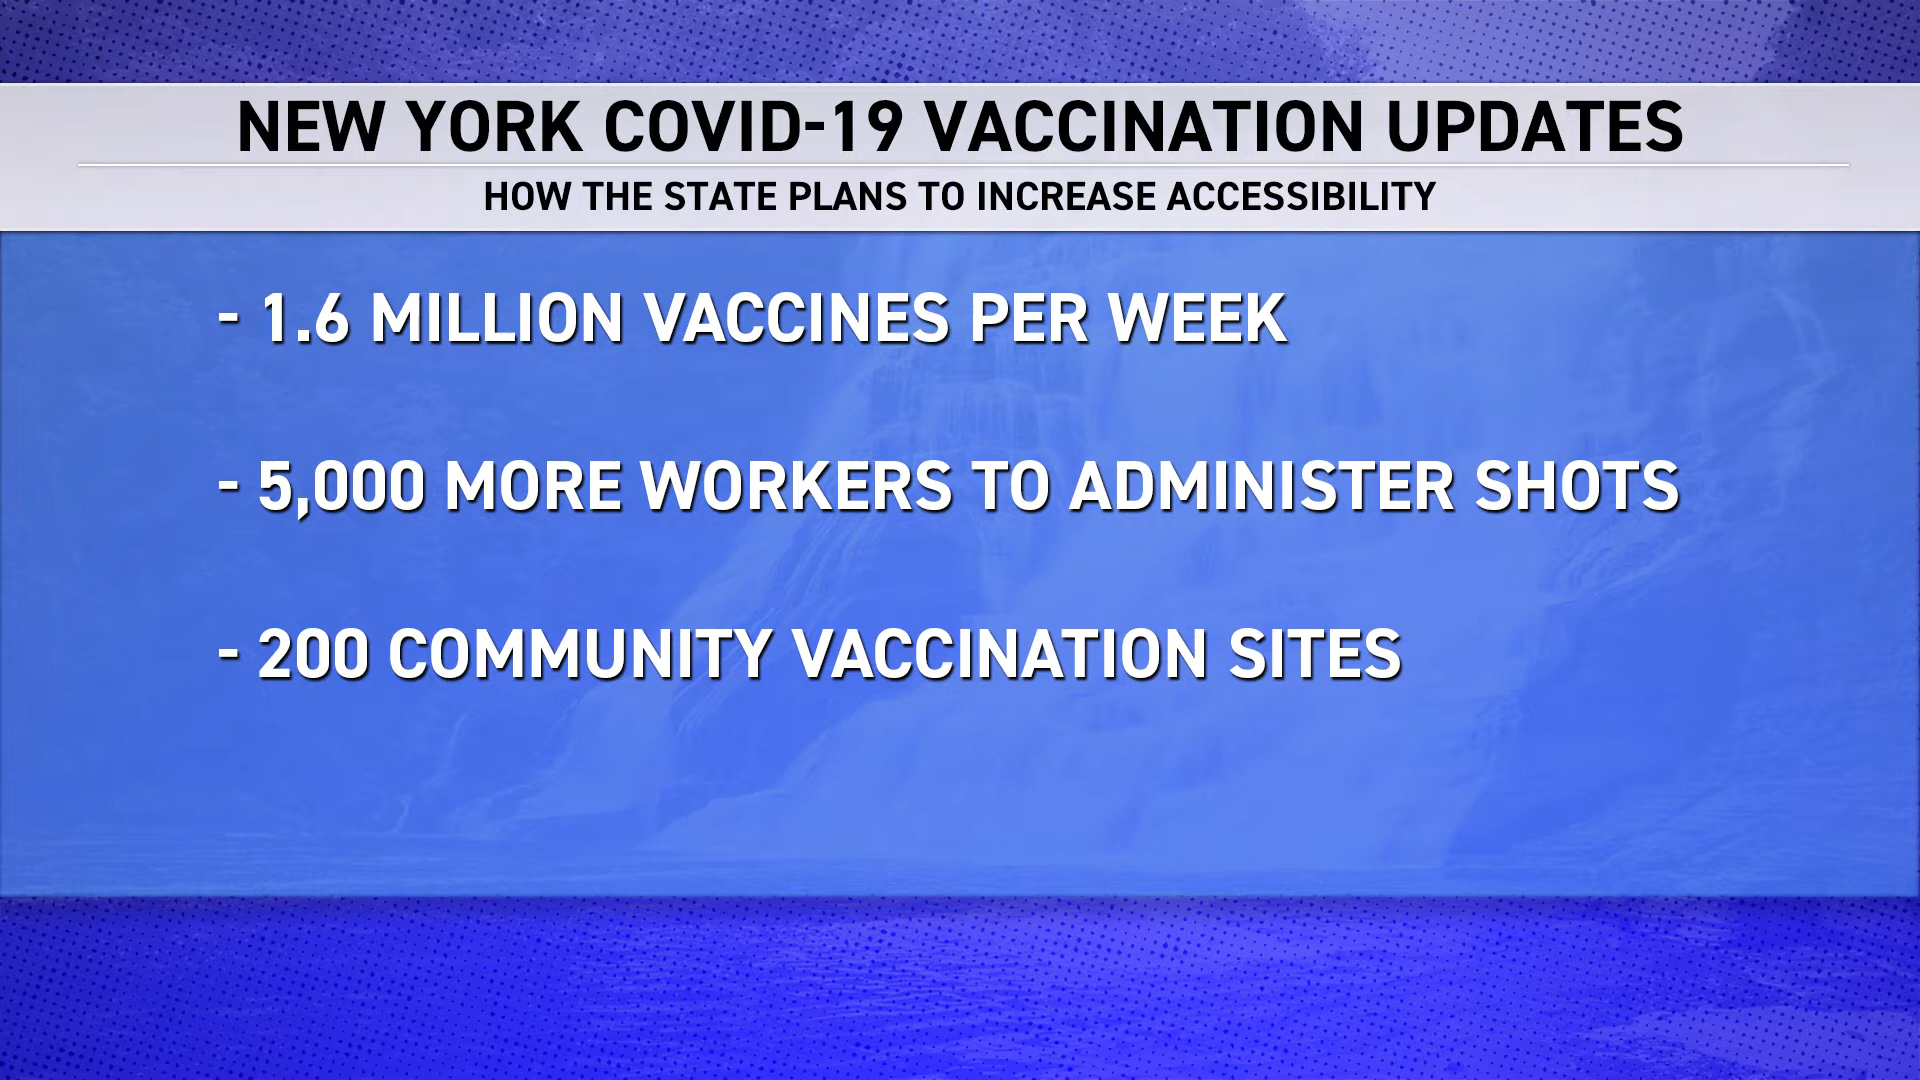 NEW YORK COVID-19 VACCINATION UPDATES
HOW THE STATE PLANS TO INCREASE ACCESSIBILITY
- 1.6 MILLION VACCINES PER WEEK
- 5,000 MORE WORKERS TO ADMINISTER SHOTS
- 200 COMMUNITY VACCINATION SITES